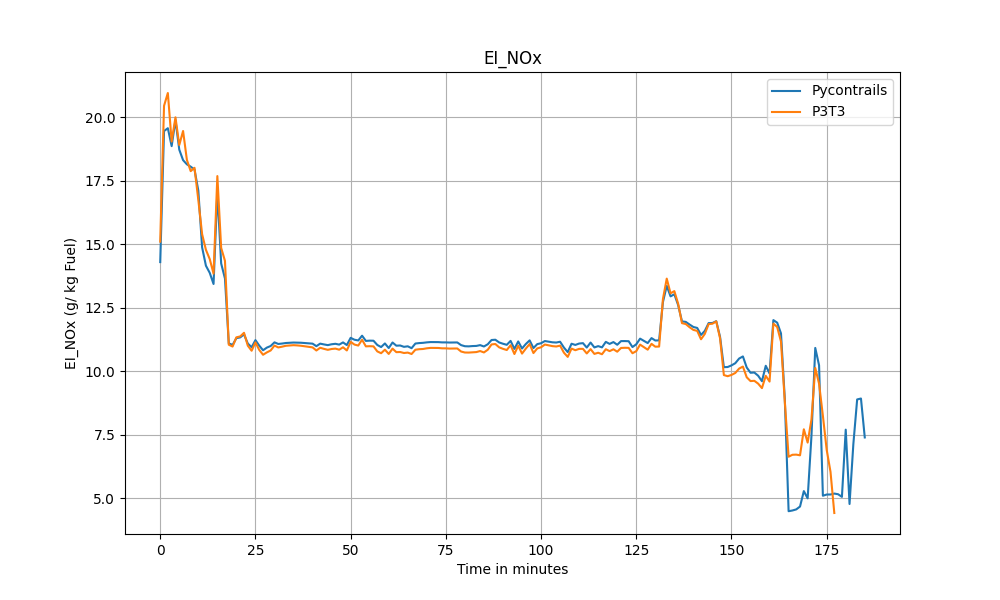 EI_NOx
Pycontrails
P3T3
EI_NOx (g/ kg Fuel)
20.0
17.5
15.0
12.5
10.0
7.5
5.0
0 25 50 75 100 125 150 175
Time in minutes